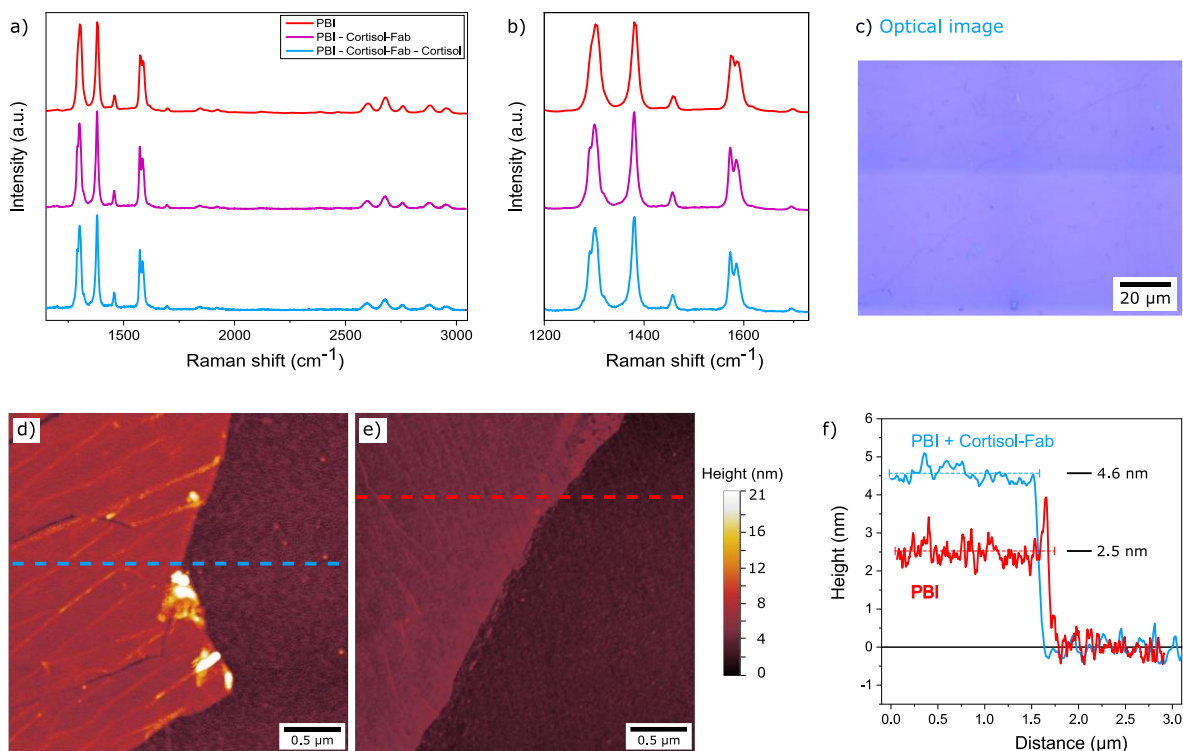 a)
PBI
PBI - Cortisol-Fab
PBI - Cortisol-Fab - Cortisol
Intensity (a.u.)
1500 2000 2500 3000
Raman shift (cm-1)
b)
Intensity (a.u.)
1200 1400 1600
Raman shift (cm-1)
c) Optical image
20 µm
d)
0.5 µm
e)
0.5 µm
Height (nm)
21
16
12
8
4
0
f)
PBI + Cortisol-Fab
4.6 nm
2.5 nm
PBI
Height (nm)
6
5
4
3
2
1
0
-1
0.0 0.5 1.0 1.5 2.0 2.5 3.0
Distance (µm)